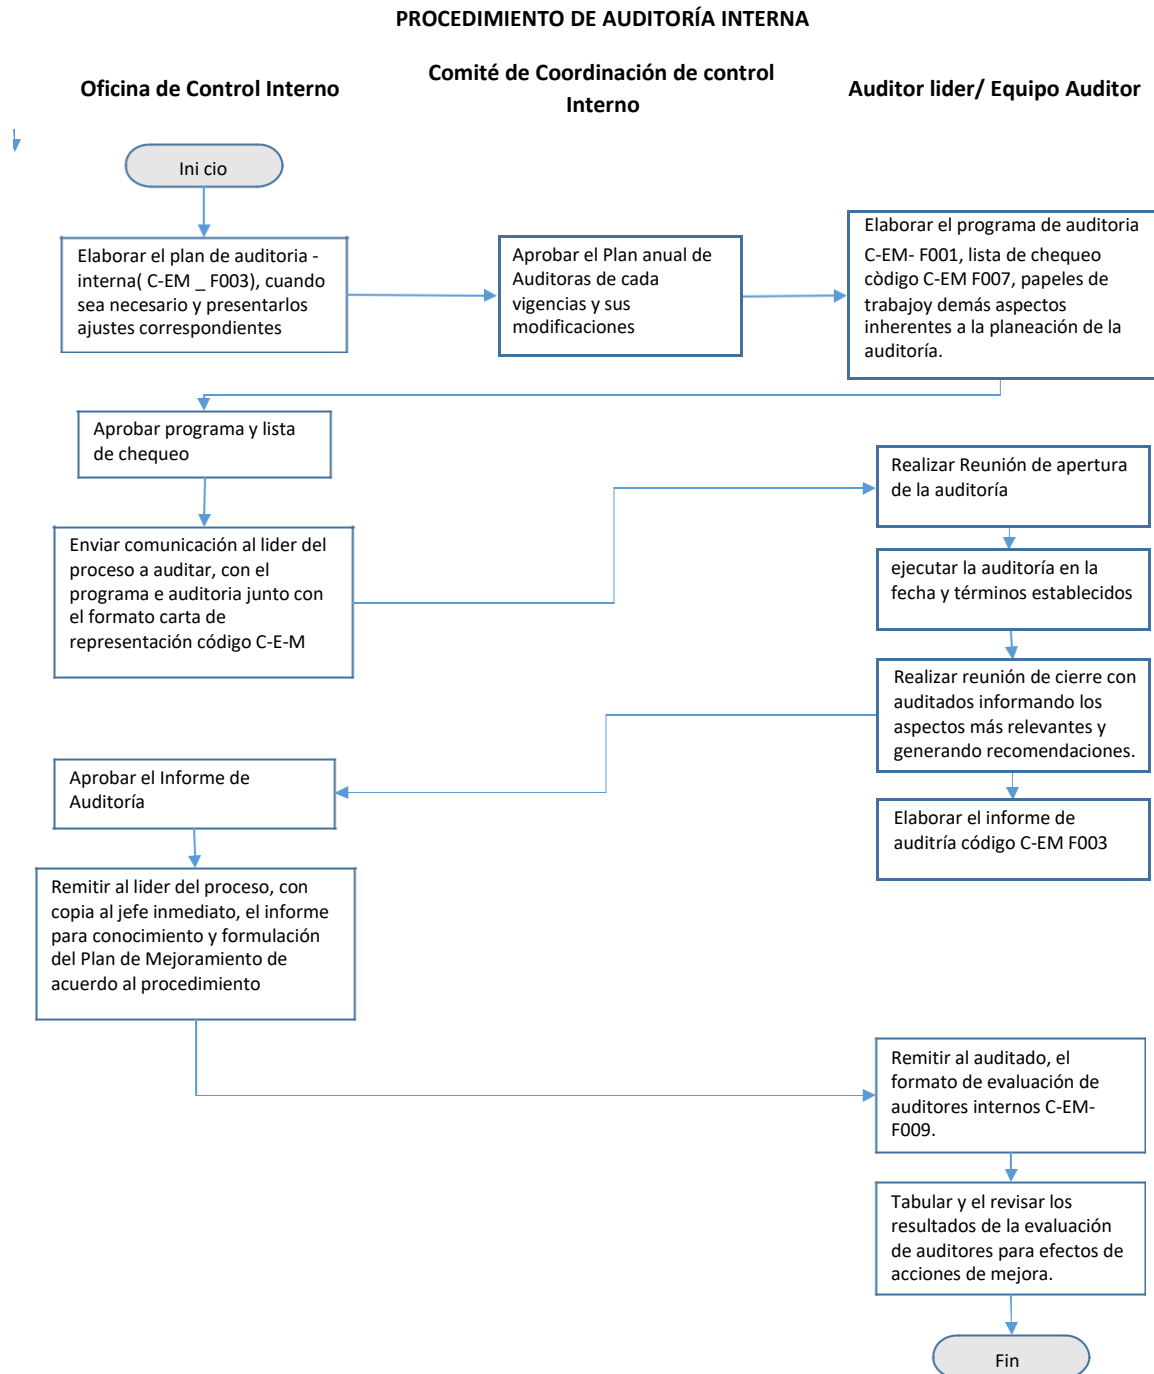 PROCEDIMIENTO DE AUDITORÍA INTERNA
Oficina de Control Interno
Comité de Coordinación de control
Interno
Auditor lider/ Equipo Auditor
Ini cio
Elaborar el plan de auditoria -
interna( C-EM _ F003), cuando
sea necesario y presentarlos
ajustes correspondientes
Aprobar el Plan anual de
Auditoras de cada
vigencias y sus
modificaciones
Elaborar el programa de auditoria
C-EM- F001, lista de chequeo
còdigo C-EM F007, papeles de
trabajoy demás aspectos
inherentes a la planeación de la
auditoría.
Aprobar programa y lista
de chequeo
Enviar comunicación al lider del
proceso a auditar, con el
programa e auditoria junto con
el formato carta de
representación código C-E-M
Realizar Reunión de apertura
de la auditoría
ejecutar la auditoría en la
fecha y términos establecidos
Realizar reunión de cierre con
auditados informando los
aspectos más relevantes y
generando recomendaciones.
Elaborar el informe de
auditría código C-EM F003
Aprobar el Informe de
Auditoría
Remitir al lider del proceso, con
copia al jefe inmediato, el informe
para conocimiento y formulación
del Plan de Mejoramiento de
acuerdo al procedimiento
Remitir al auditado, el
formato de evaluación de
auditores internos C-EM-
F009.
Tabular y el revisar los
resultados de la evaluación
de auditores para efectos de
acciones de mejora.
Fin